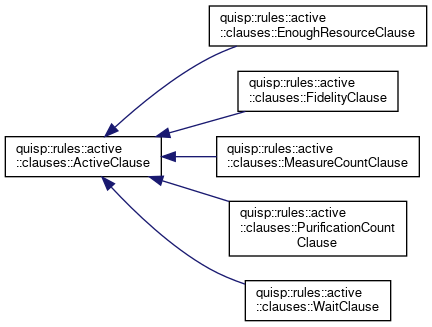 quisp::rules::active
::clauses::EnoughResourceClause
quisp::rules::active
::clauses::FidelityClause
quisp::rules::active
::clauses::ActiveClause
quisp::rules::active
::clauses::MeasureCountClause
quisp::rules::active
::clauses::PurificationCount
Clause
quisp::rules::active
::clauses::WaitClause